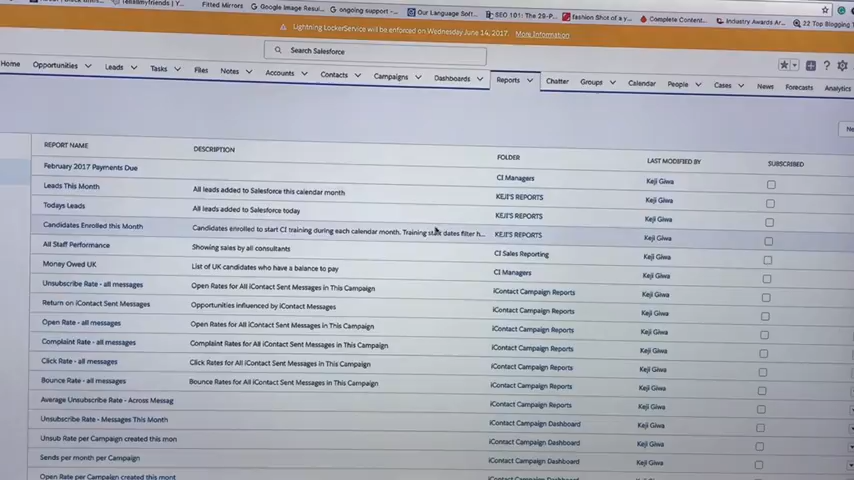 Fitted Mirrors
Google Image Resul...
ongoing support -...
Our Language Soft...
SEO 101: The 29-P...
fashion Shot of a y...
Complete Content...
Industry Awards Ar...
22 Top Blogging
Lightning LockerService will be enforced on Wednesday June 14, 2017. More Information
Search Salesforce
Home Opportunities Leads Tasks Files Notes Accounts Contacts Campaigns Dashboards Reports Chatter Groups Calendar People Cases News Forecasts Analytics
REPORT NAME DESCRIPTION FOLDER LAST MODIFIED BY SUBSCRIBED
February 2017 Payments Due CI Managers Keji Giwa
Leads This Month All leads added to Salesforce this calendar month KEJI'S REPORTS Keji Giwa
Todays Leads All leads added to Salesforce today KEJI'S REPORTS Keji Giwa
Candidates Enrolled this Month Candidates enrolled to start CI training during each calendar month. Training start dates filter h... KEJI'S REPORTS Keji Giwa
All Staff Performance Showing sales by all consultants CI Sales Reporting Keji Giwa
Money Owed UK List of UK candidates who have a balance to pay CI Managers Keji Giwa
Unsubscribe Rate - all messages Open Rates for All iContact Sent Messages in This Campaign iContact Campaign Reports Keji Giwa
Return on iContact Sent Messages Opportunities influenced by iContact Messages iContact Campaign Reports Keji Giwa
Open Rate - all messages Open Rates for All iContact Sent Messages in This Campaign iContact Campaign Reports Keji Giwa
Complaint Rate - all messages Complaint Rates for All iContact Sent Messages in This Campaign iContact Campaign Reports Keji Giwa
Click Rate - all messages Click Rates for All iContact Sent Messages in This Campaign iContact Campaign Reports Keji Giwa
Bounce Rate - all messages Bounce Rates for All iContact Sent Messages in This Campaign iContact Campaign Reports Keji Giwa
Average Unsubscribe Rate - Across Messag iContact Campaign Reports Keji Giwa
Unsubscribe Rate - Messages This Month iContact Campaign Dashboard Keji Giwa
Unsub Rate per Campaign created this mon iContact Campaign Dashboard Keji Giwa
Sends per month per Campaign iContact Campaign Dashboard Keji Giwa
Open Rate per Campaign created this mont iContact Campaign Dashboard